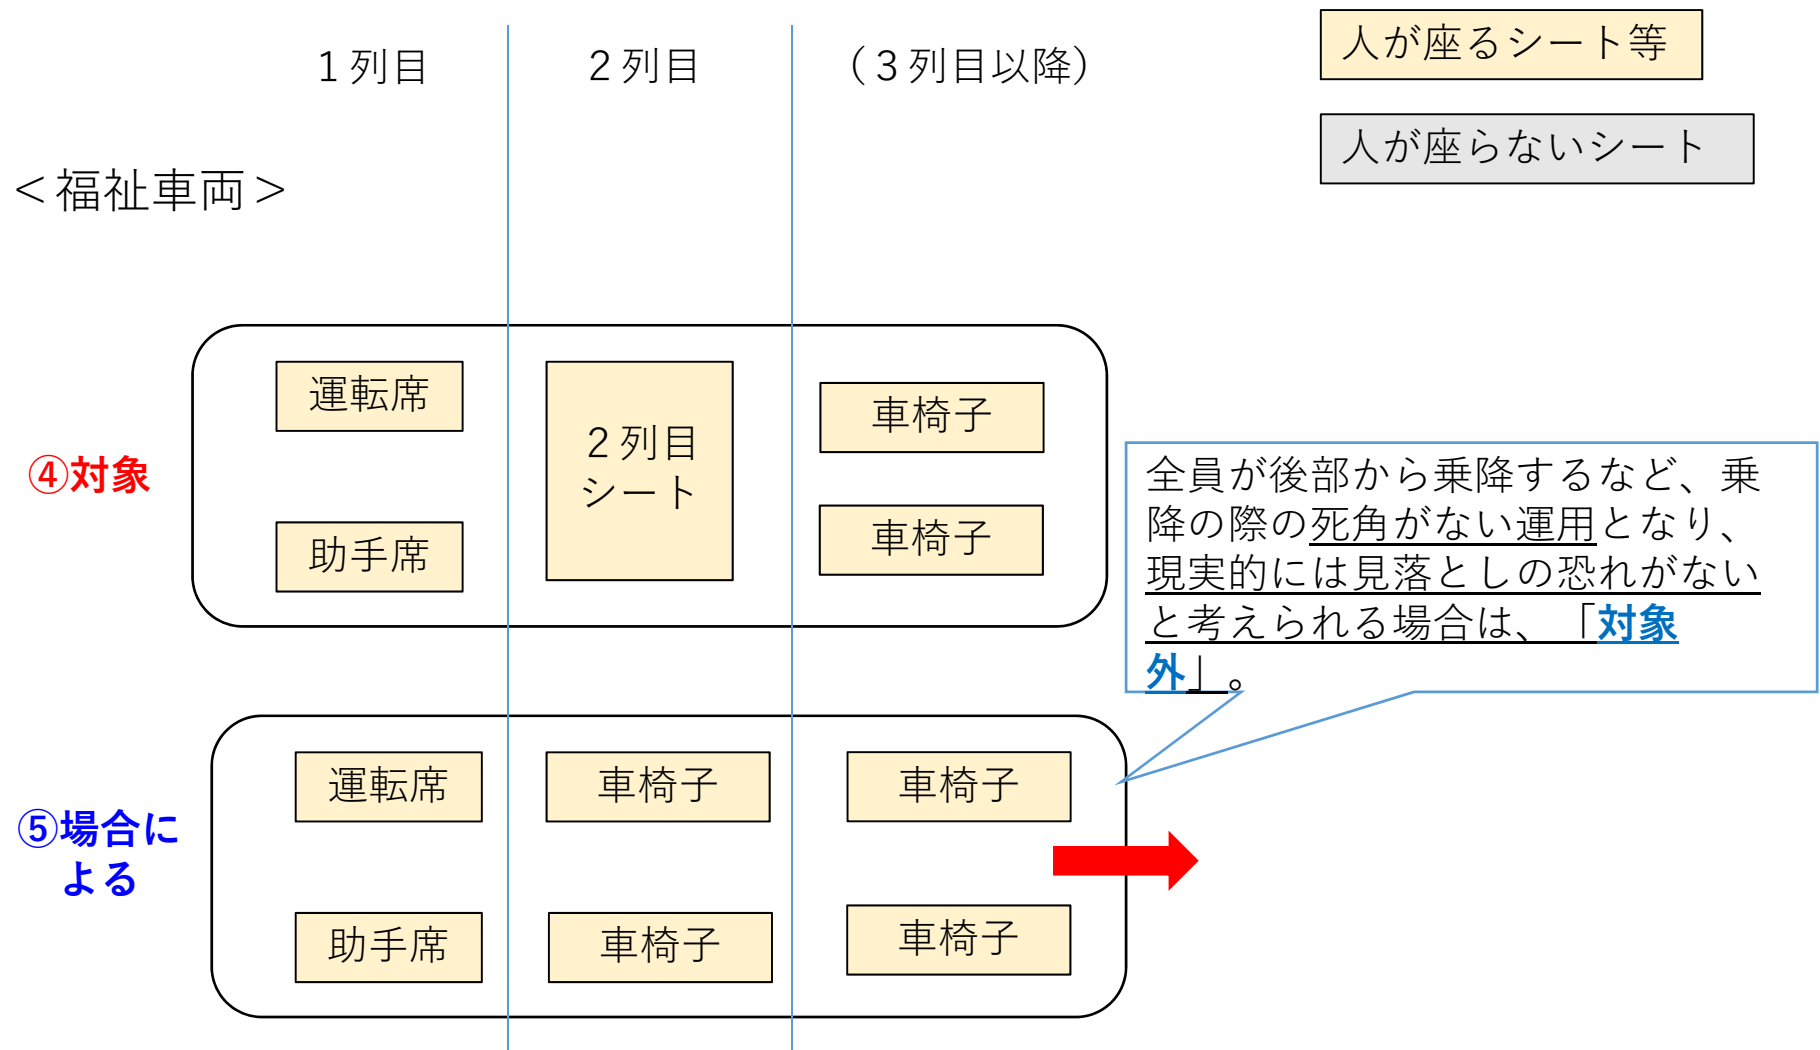 １列目
２列目
（３列目以降）
人が座るシート等
人が座らないシート
＜福祉車両＞
④対象
運転席
助手席
２列目
シート
車椅子
車椅子
全員が後部から乗降するなど、乗
降の際の死角がない運用となり、
現実的には見落としの恐れがない
と考えられる場合は、「対象
外」。
⑤場合に
よる
運転席
車椅子
車椅子
助手席
車椅子
車椅子